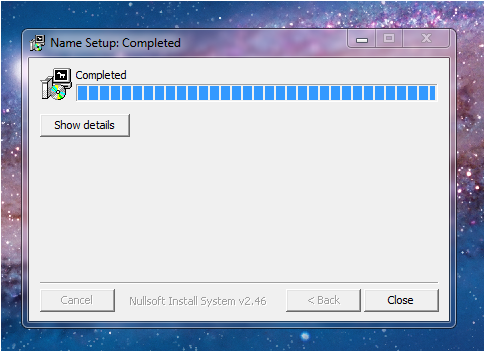 Name Setup: Completed
Completed
Show details
Cancel
Nullsoft Install System v2.46
< Back
Close